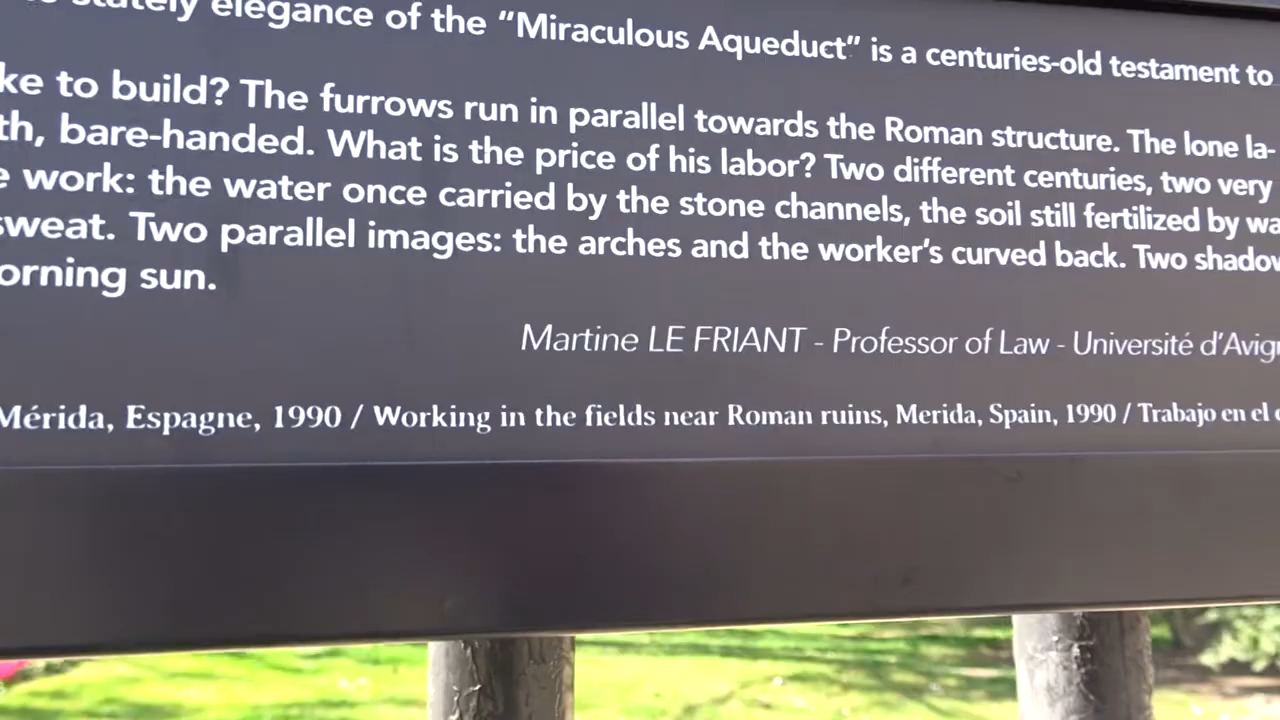 stately elegance of the “Miraculous Aqueduct” is a centuries-old testament to
ke to build? The furrows run in parallel towards the Roman structure. The lone la-
th, bare-handed. What is the price of his labor? Two different centuries, two very
e work: the water once carried by the stone channels, the soil still fertilized by wa
sweat. Two parallel images: the arches and the worker’s curved back. Two shadow
orning sun.
Martine LE FRIANT - Professor of Law - Université d’Avig
Mérida, Espagne, 1990 / Working in the fields near Roman ruins, Merida, Spain, 1990 / Trabajo en el c